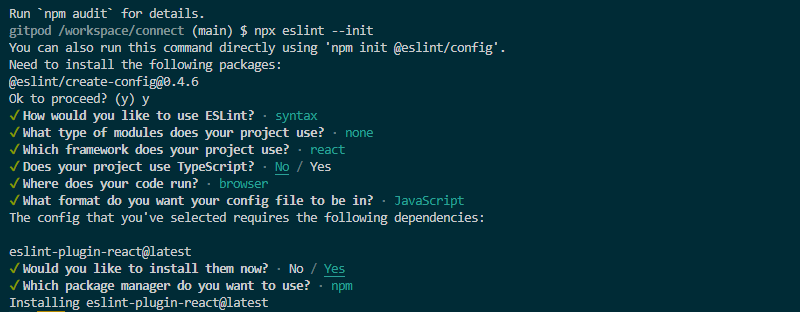 Run `npm audit` for details.
gitpod /workspace/connect (main) $ npx eslint --init
You can also run this command directly using 'npm init @eslint/config'.
Need to install the following packages:
@eslint/create-config@0.4.6
Ok to proceed? (y) y
✓ How would you like to use ESLint? · syntax
✓ What type of modules does your project use? · none
✓ Which framework does your project use? · react
✓ Does your project use TypeScript? · No / Yes
✓ Where does your code run? · browser
✓ What format do you want your config file to be in? · JavaScript
The config that you've selected requires the following dependencies:
eslint-plugin-react@latest
✓ Would you like to install them now? · No / Yes
✓ Which package manager do you want to use? · npm
Installing eslint-plugin-react@latest